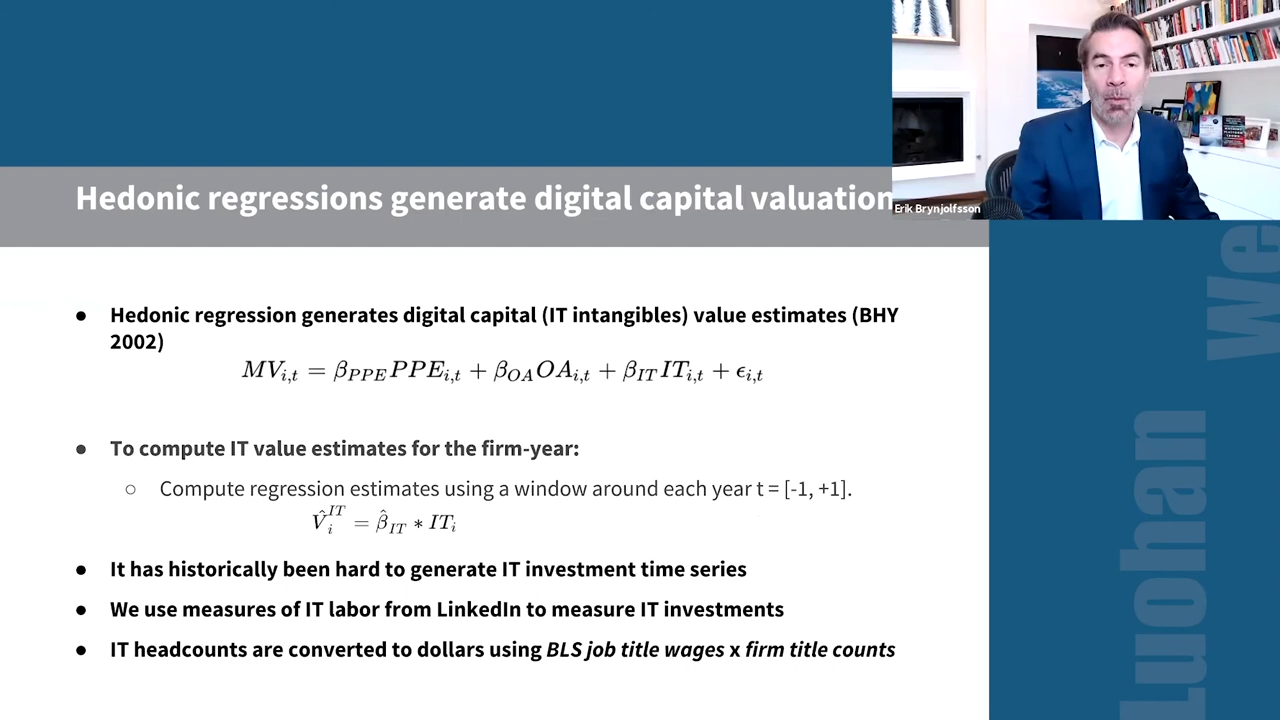 Hedonic regressions generate digital capital valuation
Erik Brynjolfsson
● Hedonic regression generates digital capital (IT intangibles) value estimates (BHY
2002)
MV_{i,t} = β_{PPE}PPE_{i,t} + β_{OA}OA_{i,t} + β_{IT}IT_{i,t} + ϵ_{i,t}
● To compute IT value estimates for the firm-year:
○ Compute regression estimates using a window around each year t = [-1, +1].
V̂_i^{IT} = β̂_{IT} * IT_i
● It has historically been hard to generate IT investment time series
● We use measures of IT labor from LinkedIn to measure IT investments
● IT headcounts are converted to dollars using BLS job title wages x firm title counts
Luohan
We